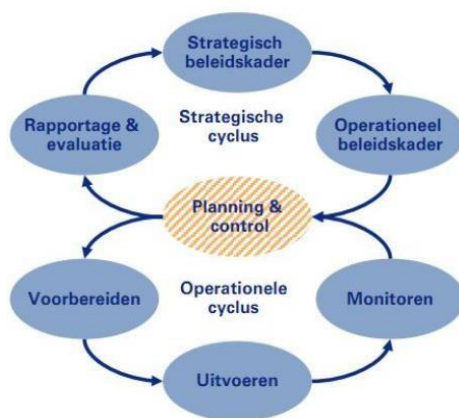 Strategisch
beleidskader
Rapportage &
evaluatie
Strategische
cyclus
Operationeel
beleidskader
Planning &
control
Voorbereiden
Operationele
cyclus
Monitoren
Uitvoeren